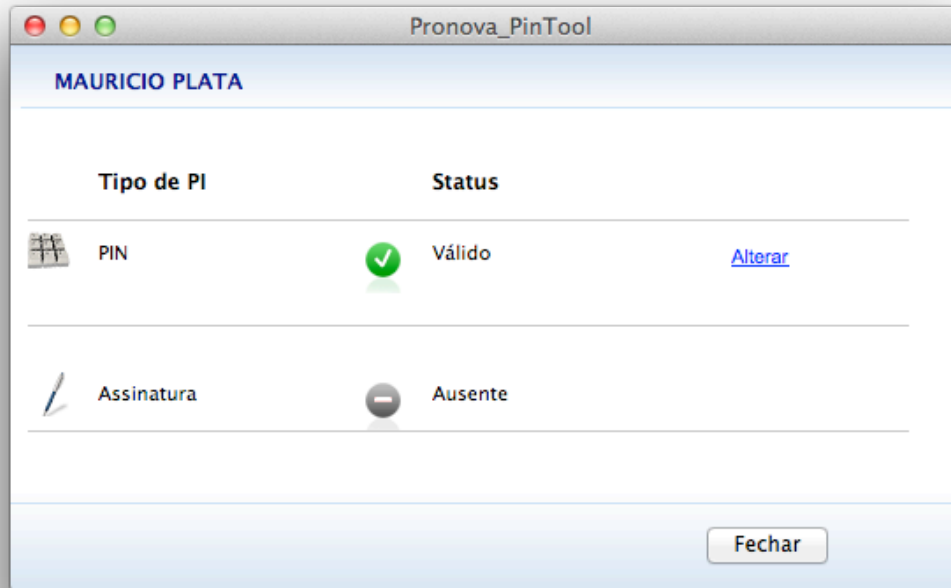 Pronova_PinTool
MAURICIO PLATA
Tipo de PI Status
PIN Válido Alterar
Assinatura Ausente
Fechar